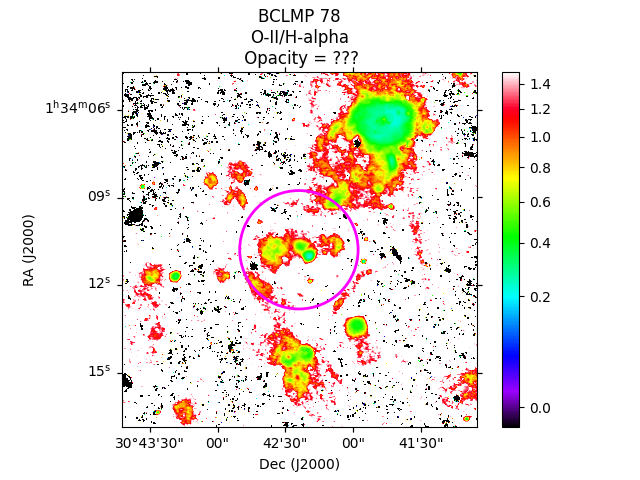 BCLMP 78
O-II/H-alpha
Opacity = ???
1h34m06s
09s
12s
15s
RA (J2000)
30°43'30"
00"
42'30"
00"
41'30"
Dec (J2000)
1.4
1.2
1.0
0.8
0.6
0.4
0.2
0.0